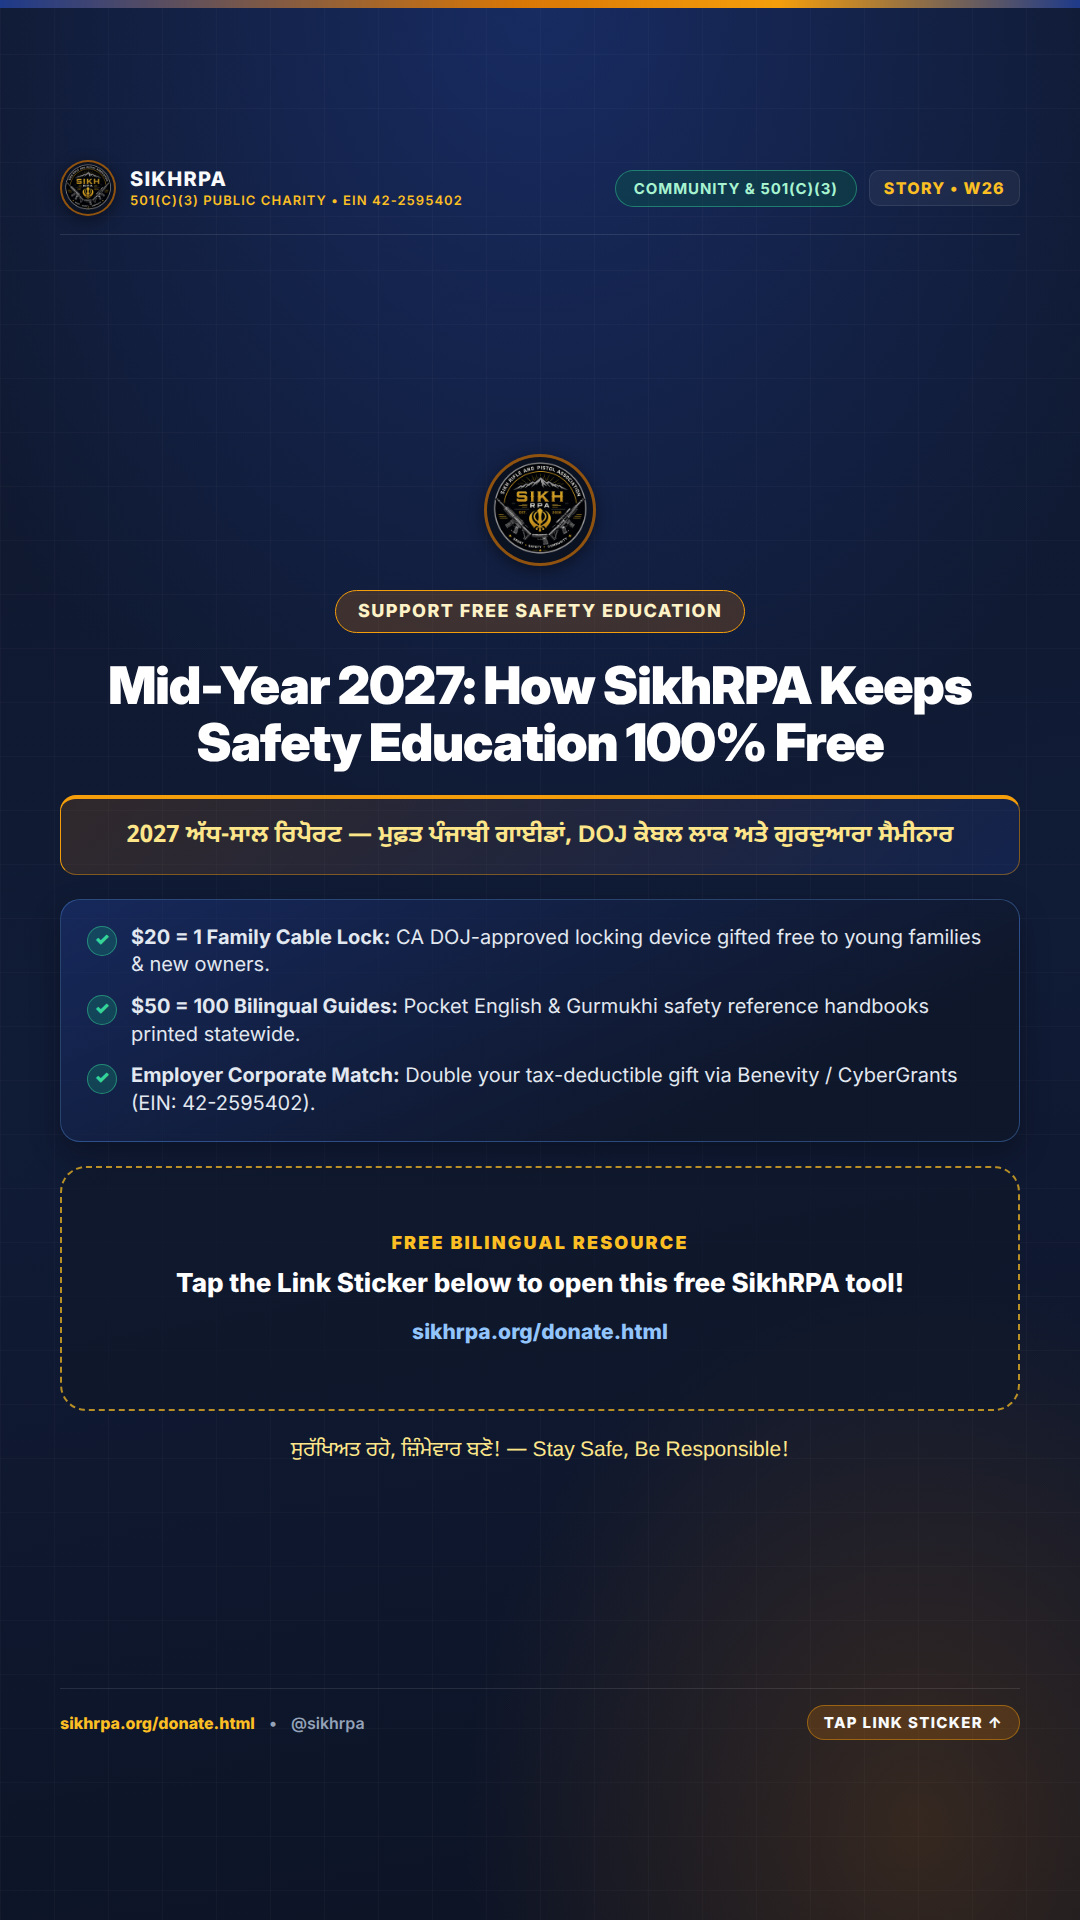 SIKHRPA
501(C)(3) PUBLIC CHARITY • EIN 42-2595402
COMMUNITY & 501(C)(3)
STORY • W26
SIKH RIFLE AND PISTOL ASSOCIATION
SIKH
RPA
SUPPORT FREE SAFETY EDUCATION
Mid-Year 2027: How SikhRPA Keeps
Safety Education 100% Free
2027 ਅੱਧ-ਸਾਲ ਰਿਪੋਰਟ — ਮੁਫ਼ਤ ਪੰਜਾਬੀ ਗਾਈਡਾਂ, DOJ ਕੇਬਲ ਲਾਕ ਅਤੇ ਗੁਰਦੁਆਰਾ ਸੈਮੀਨਾਰ
$20 = 1 Family Cable Lock: CA DOJ-approved locking device gifted free to young families
& new owners.
$50 = 100 Bilingual Guides: Pocket English & Gurmukhi safety reference handbooks
printed statewide.
Employer Corporate Match: Double your tax-deductible gift via Benevity / CyberGrants
(EIN: 42-2595402).
FREE BILINGUAL RESOURCE
Tap the Link Sticker below to open this free SikhRPA tool!
sikhrpa.org/donate.html
ਸੁਰੱਖਿਅਤ ਰਹੋ, ਜ਼ਿੰਮੇਵਾਰ ਬਣੋ! — Stay Safe, Be Responsible!
sikhrpa.org/donate.html • @sikhrpa
TAP LINK STICKER ↑